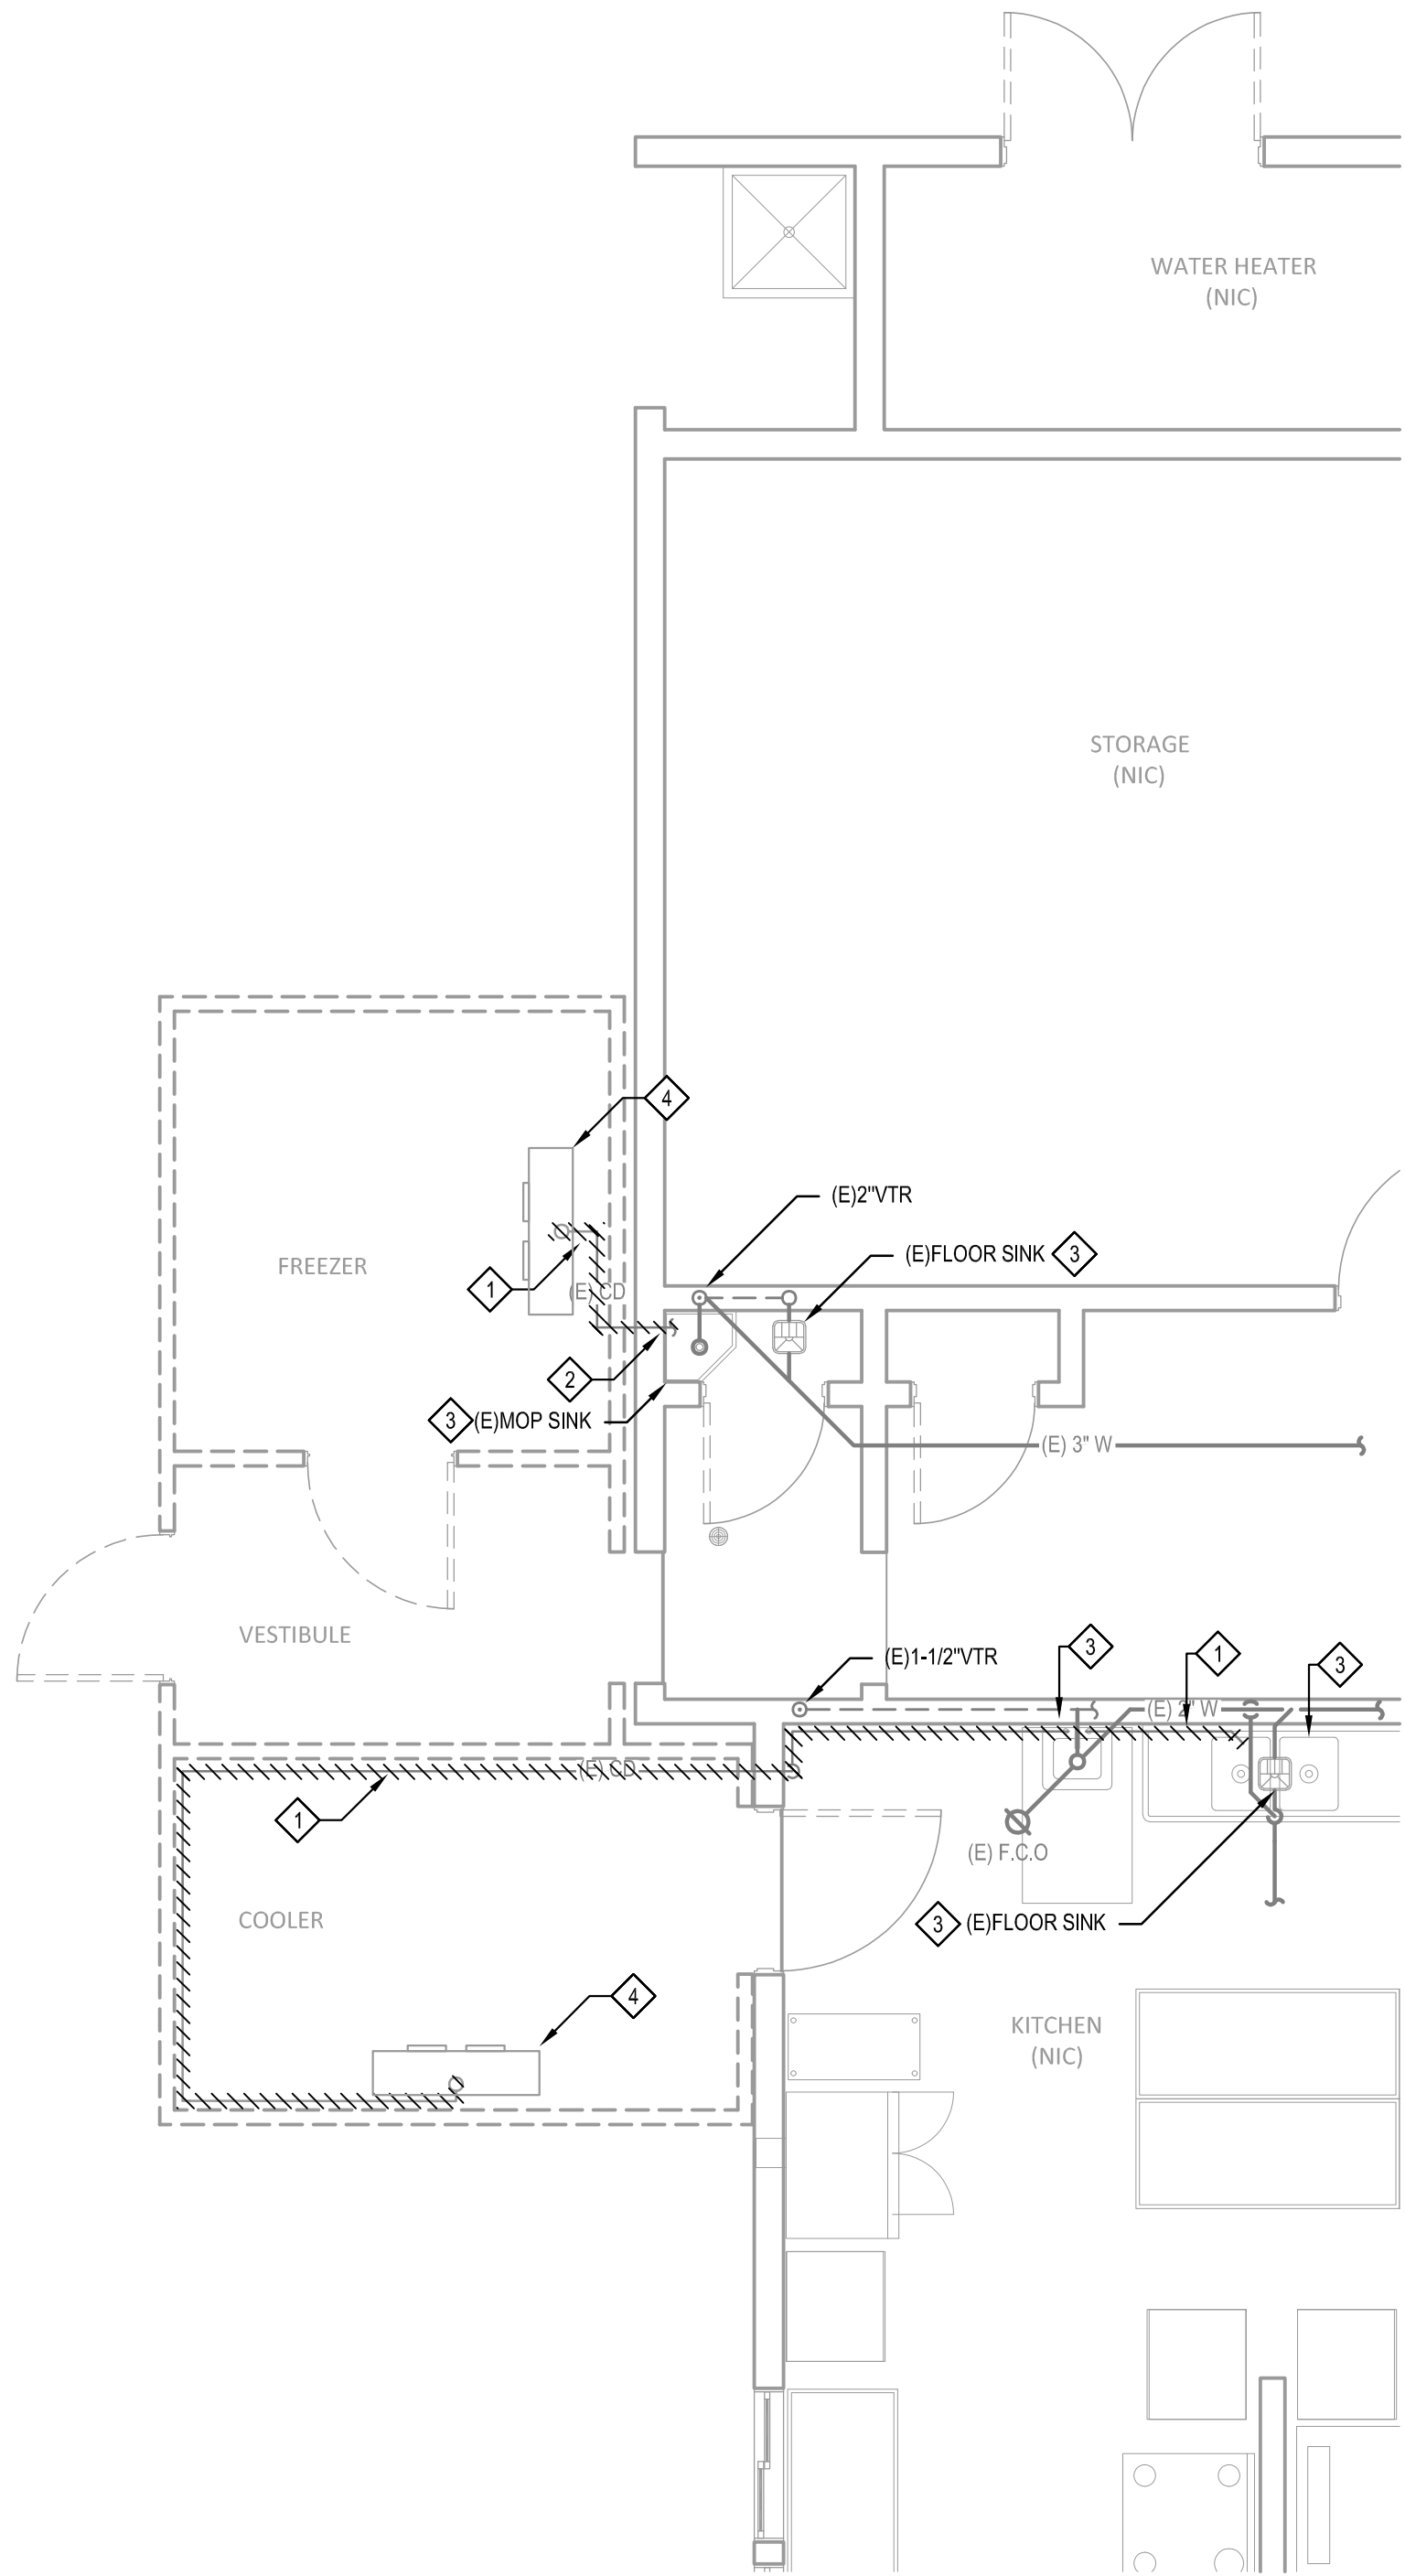 WATER HEATER
(NIC)
STORAGE
(NIC)
4
(E)2"VTR
(E)FLOOR SINK 3
FREEZER
1
(E) CD
2
3 (E)MOP SINK
(E) 3" W
VESTIBULE
(E)1-1/2"VTR
3
1
3
(E) 2" W
(E) CD
1
(E) F.C.O
COOLER
3 (E)FLOOR SINK
4
KITCHEN
(NIC)